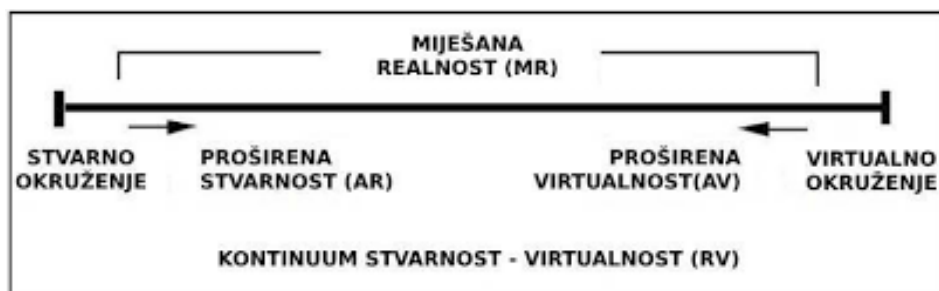 MIJEŠANA
REALNOST (MR)
STVARNO
OKRUŽENJE
PROŠIRENA
STVARNOST (AR)
PROŠIRENA
VIRTUALNOST(AV)
VIRTUALNO
OKRUŽENJE
KONTINUUM STVARNOST - VIRTUALNOST (RV)